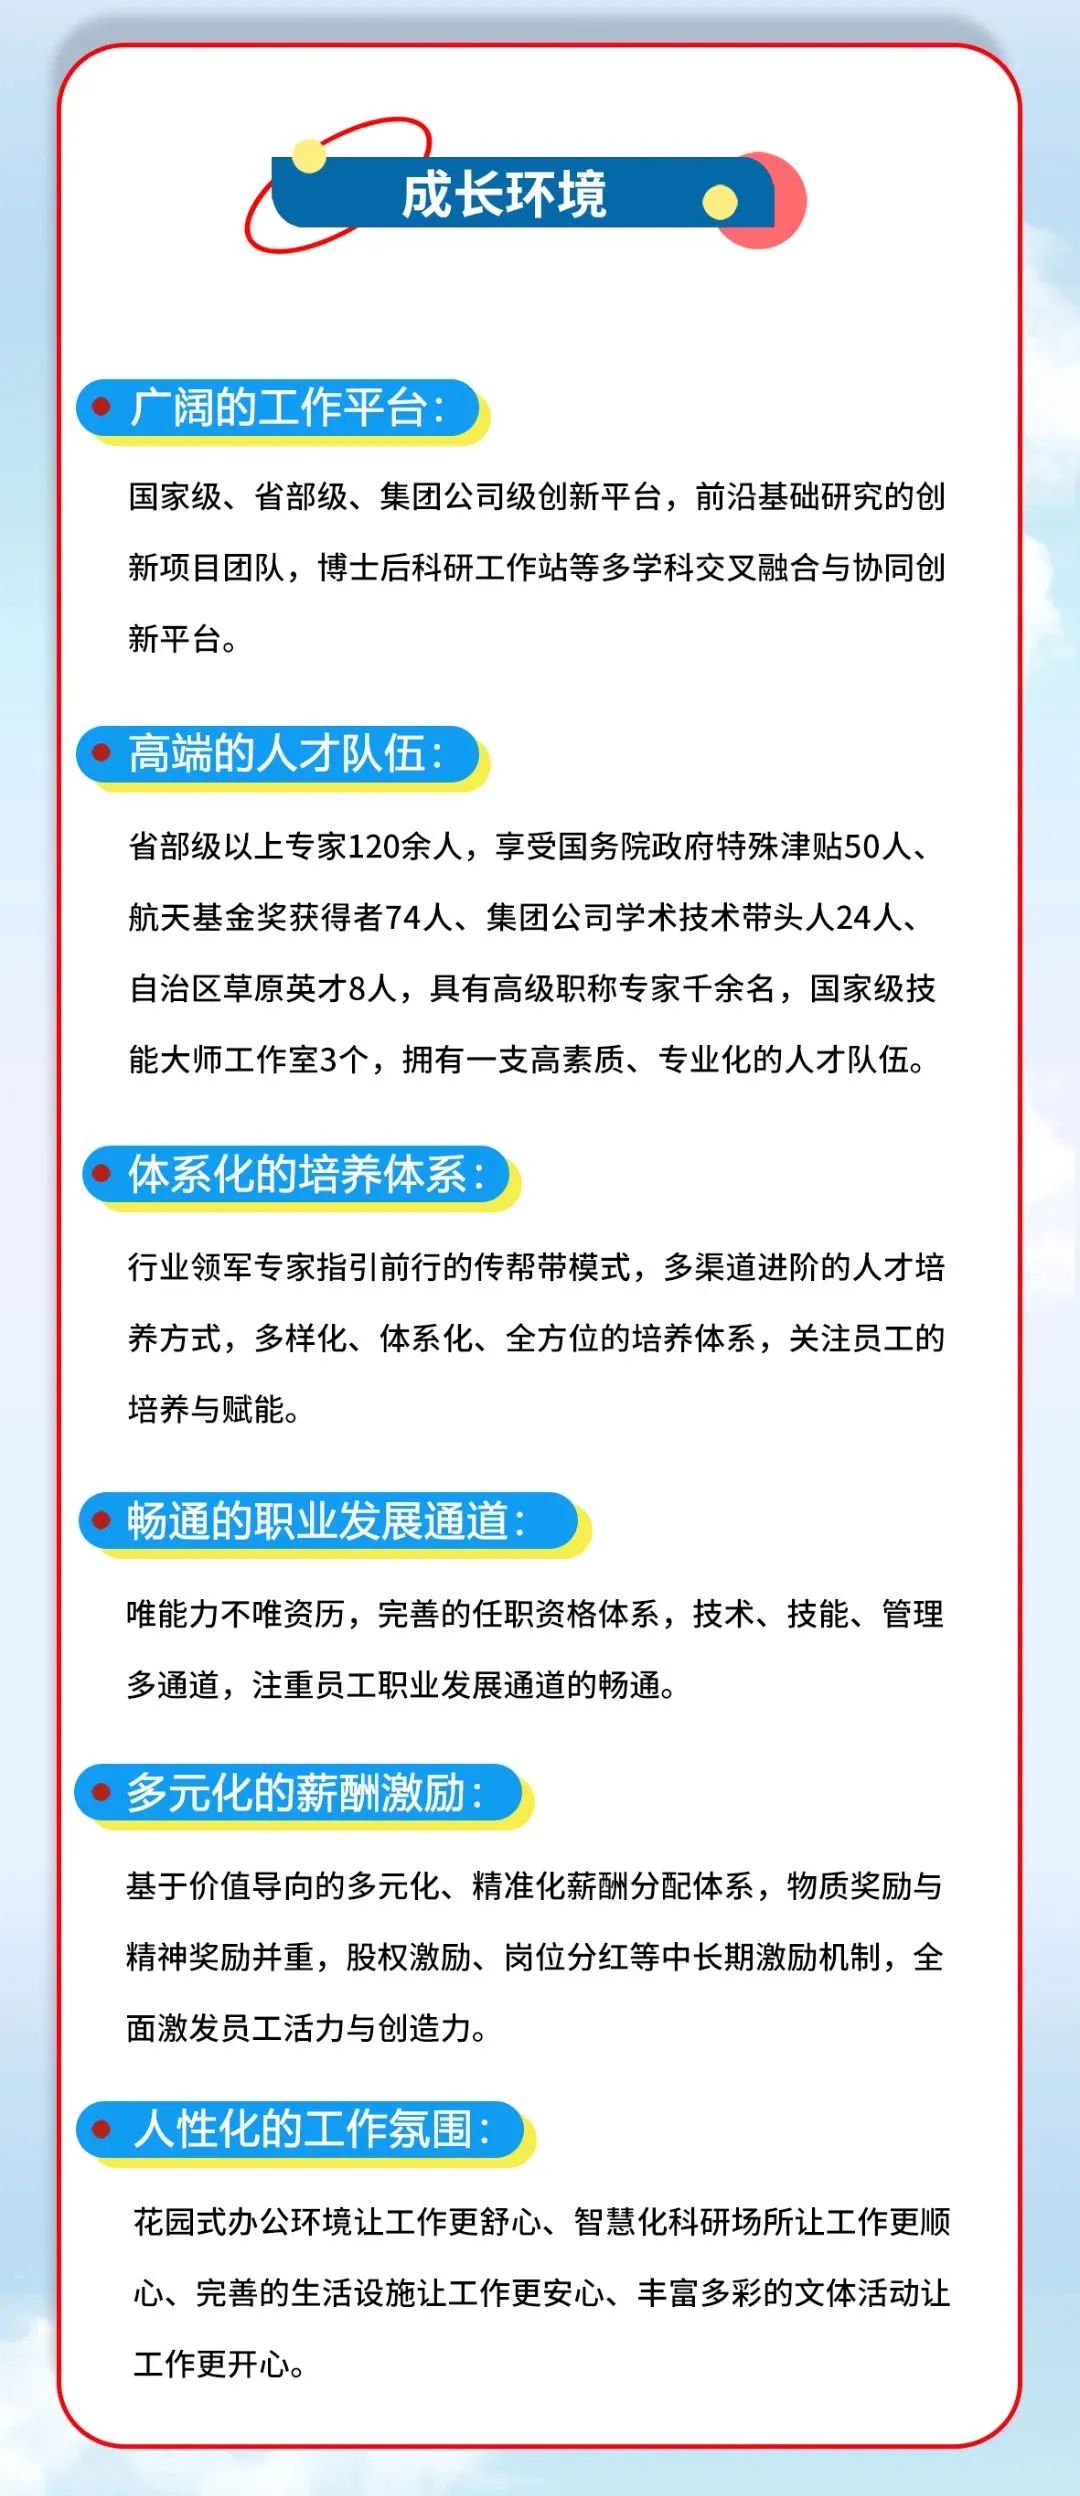 成长环境
广阔的工作平台：
国家级、省部级、集团公司级创新平台，前沿基础研究的创
新项目团队，博士后科研工作站等多学科交叉融合与协同创
新平台。
高端的人才队伍：
省部级以上专家120余人，享受国务院政府特殊津贴50人、
航天基金奖获得者74人、集团公司学术技术带头人24人、
自治区草原英才8人，具有高级职称专家千余名，国家级技
能大师工作室3个，拥有一支高素质、专业化的人才队伍。
体系化的培养体系：
行业领军专家指引前行的传帮带模式，多渠道进阶的人才培
养方式，多样化、体系化、全方位的培养体系，关注员工的
培养与赋能。
畅通的职业发展通道：
唯能力不唯资历，完善的任职资格体系，技术、技能、管理
多通道，注重员工职业发展通道的畅通。
多元化的薪酬激励：
基于价值导向的多元化、精准化薪酬分配体系，物质奖励与
精神奖励并重，股权激励、岗位分红等中长期激励机制，全
面激发员工活力与创造力。
人性化的工作氛围：
花园式办公环境让工作更舒心、智慧化科研场所让工作更顺
心、完善的生活设施让工作更安心、丰富多彩的文体活动让
工作更开心。